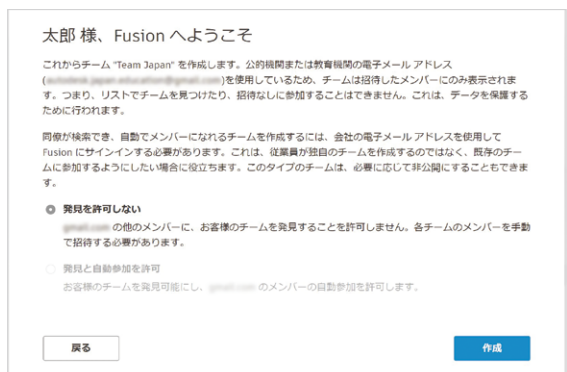 太郎 様、Fusion へようこそ
これからチーム "Team Japan" を作成します。公的機関または教育機関の電子メール アドレス
( )を使用しているため、チームは招待したメンバーにのみ表示されま
す。つまり、リストでチームを見つけたり、招待なしに参加することはできません。これは、データを保護する
ために行われます。
同僚が検索でき、自動でメンバーになれるチームを作成するには、会社の電子メール アドレスを使用して
Fusion にサインインする必要があります。これは、従業員が独自のチームを作成するのではなく、既存のチー
ムに参加するようにしたい場合に役立ちます。このタイプのチームは、必要に応じて非公開にすることもできま
す。
発見を許可しない
の他のメンバーに、お客様のチームを発見することを許可しません。各チームのメンバーを手動
で招待する必要があります。
発見と自動参加を許可
お客様のチームを発見可能にし、 のメンバーの自動参加を許可します。
戻る
作成